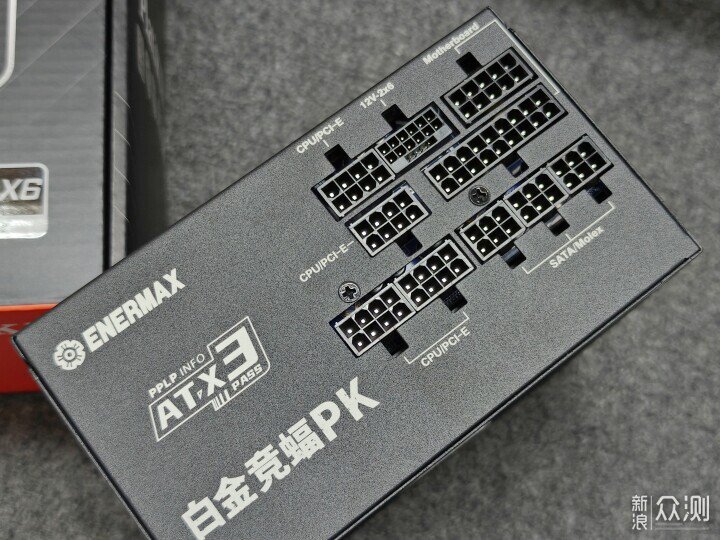 X6
Motherboard
12V-2x6
CPU/PCI-E
CPU/PCI-E
SATA/Molex
CPU/PCI-E
ENERMAX
PPLP INFO
ATX3
PASS
白金竞蝠PK
新浪众测